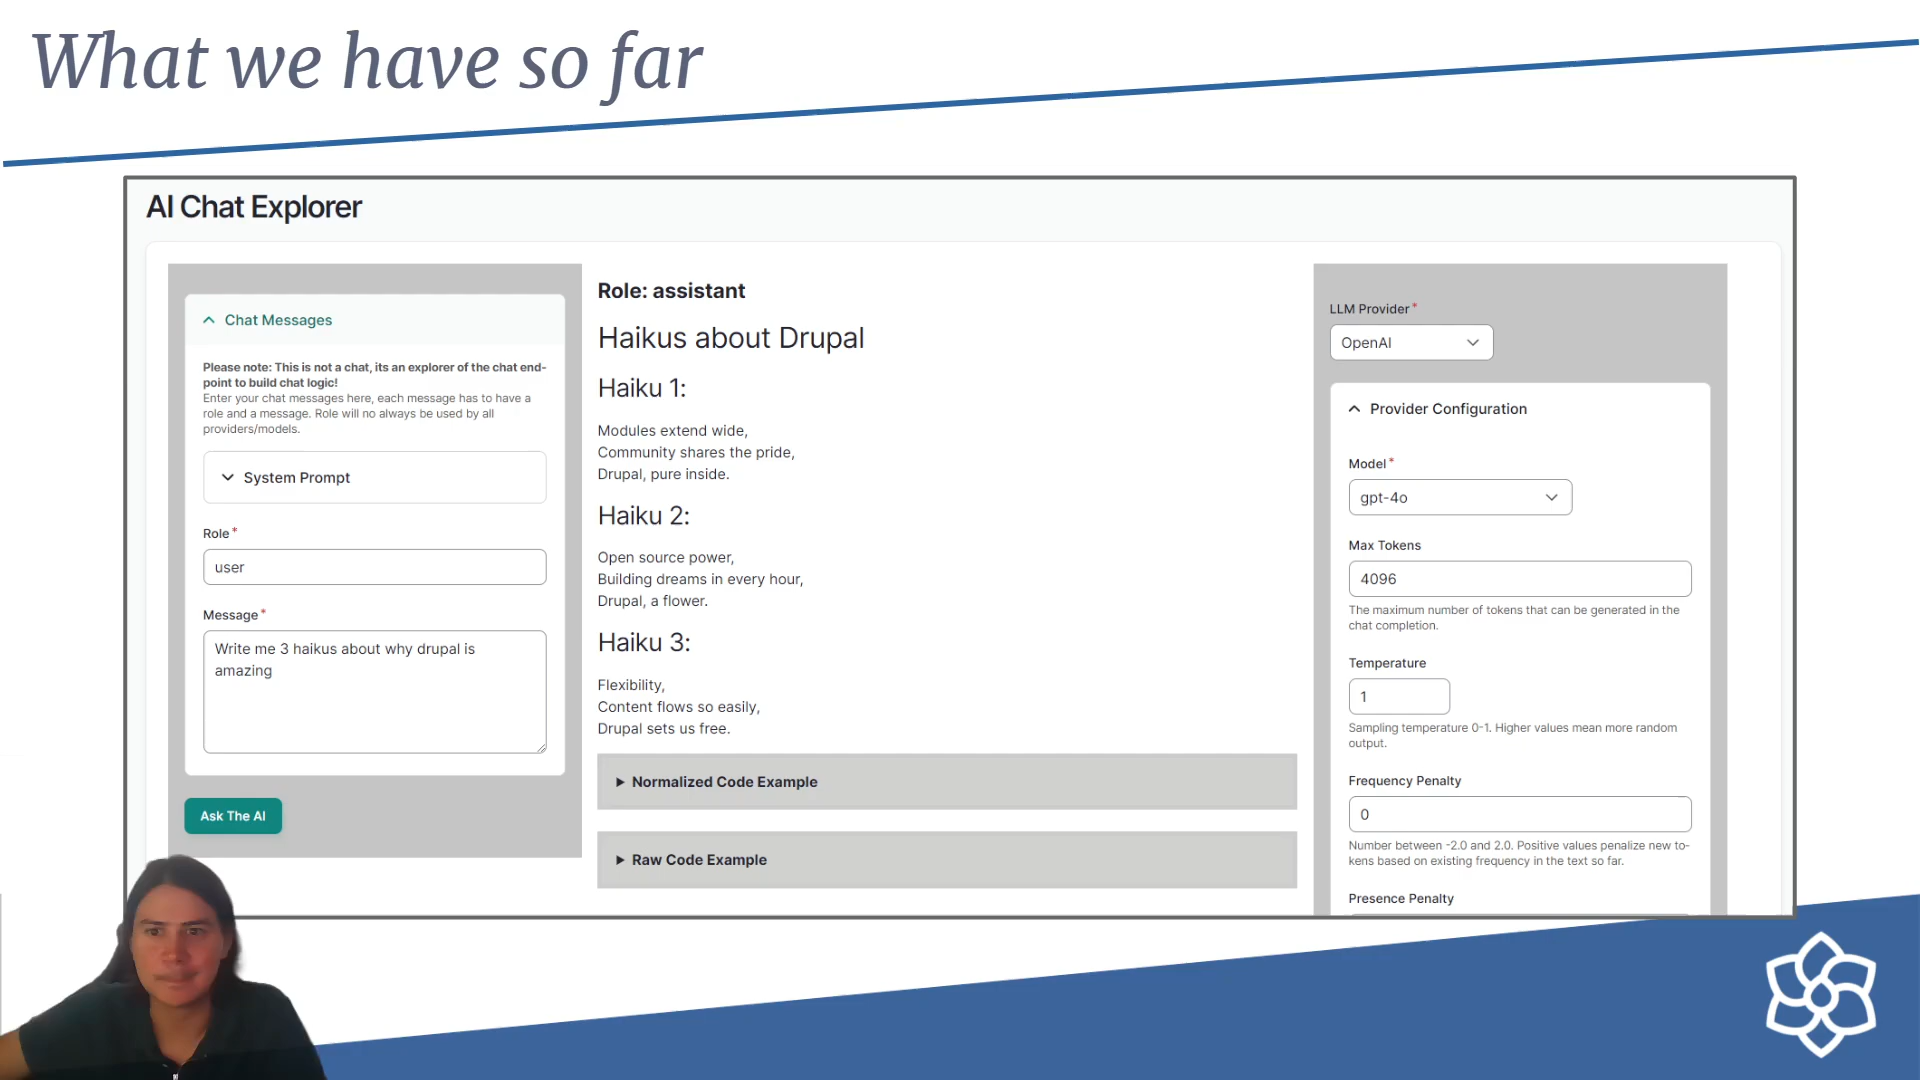 What we have so far
AI Chat Explorer
Chat Messages
Please note: This is not a chat, its an explorer of the chat end-
point to build chat logic!
Enter your chat messages here, each message has to have a
role and a message. Role will no always be used by all
providers/models.
System Prompt
Role*
user
Message*
Write me 3 haikus about why drupal is
amazing
Ask The AI
Role: assistant
Haikus about Drupal
Haiku 1:
Modules extend wide,
Community shares the pride,
Drupal, pure inside.
Haiku 2:
Open source power,
Building dreams in every hour,
Drupal, a flower.
Haiku 3:
Flexibility,
Content flows so easily,
Drupal sets us free.
Normalized Code Example
Raw Code Example
LLM Provider*
OpenAI
Provider Configuration
Model*
gpt-4o
Max Tokens
4096
The maximum number of tokens that can be generated in the
chat completion.
Temperature
1
Sampling temperature 0-1. Higher values mean more random
output.
Frequency Penalty
0
Number between -2.0 and 2.0. Positive values penalize new to-
kens based on existing frequency in the text so far.
Presence Penalty